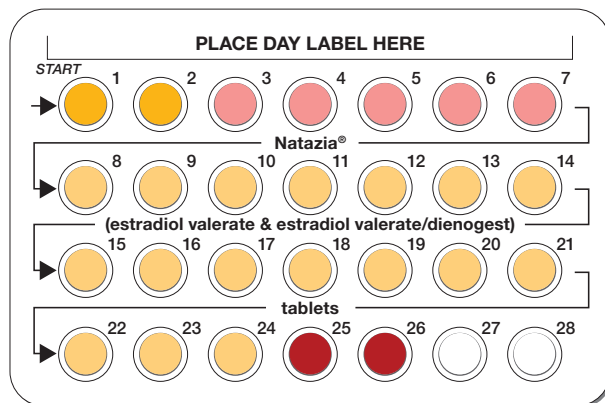 PLACE DAY LABEL HERE
START
1 2 3 4 5 6 7
Natazia®
8 9 10 11 12 13 14
(estradiol valerate & estradiol valerate/dienogest)
15 16 17 18 19 20 21
tablets
22 23 24 25 26 27 28